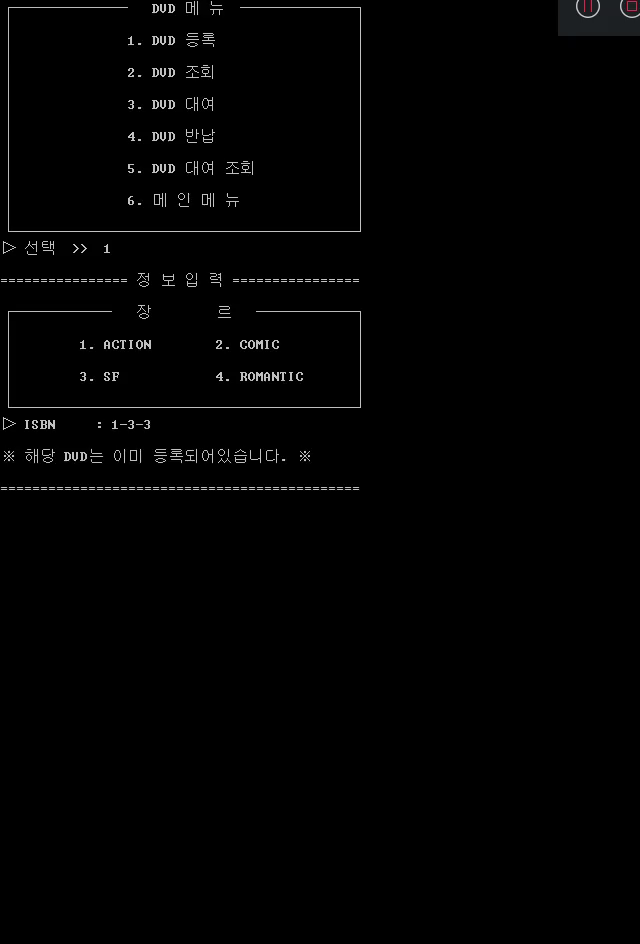 DVD 메 뉴
1. DVD 등록
2. DVD 조회
3. DVD 대여
4. DVD 반납
5. DVD 대여 조회
6. 메 인 메 뉴
▷ 선택 >> 1
================ 정 보 입 력 ================
장 르
1. ACTION 2. COMIC
3. SF 4. ROMANTIC
▷ ISBN : 1-3-3
※ 해당 DVD는 이미 등록되어있습니다. ※
=============================================